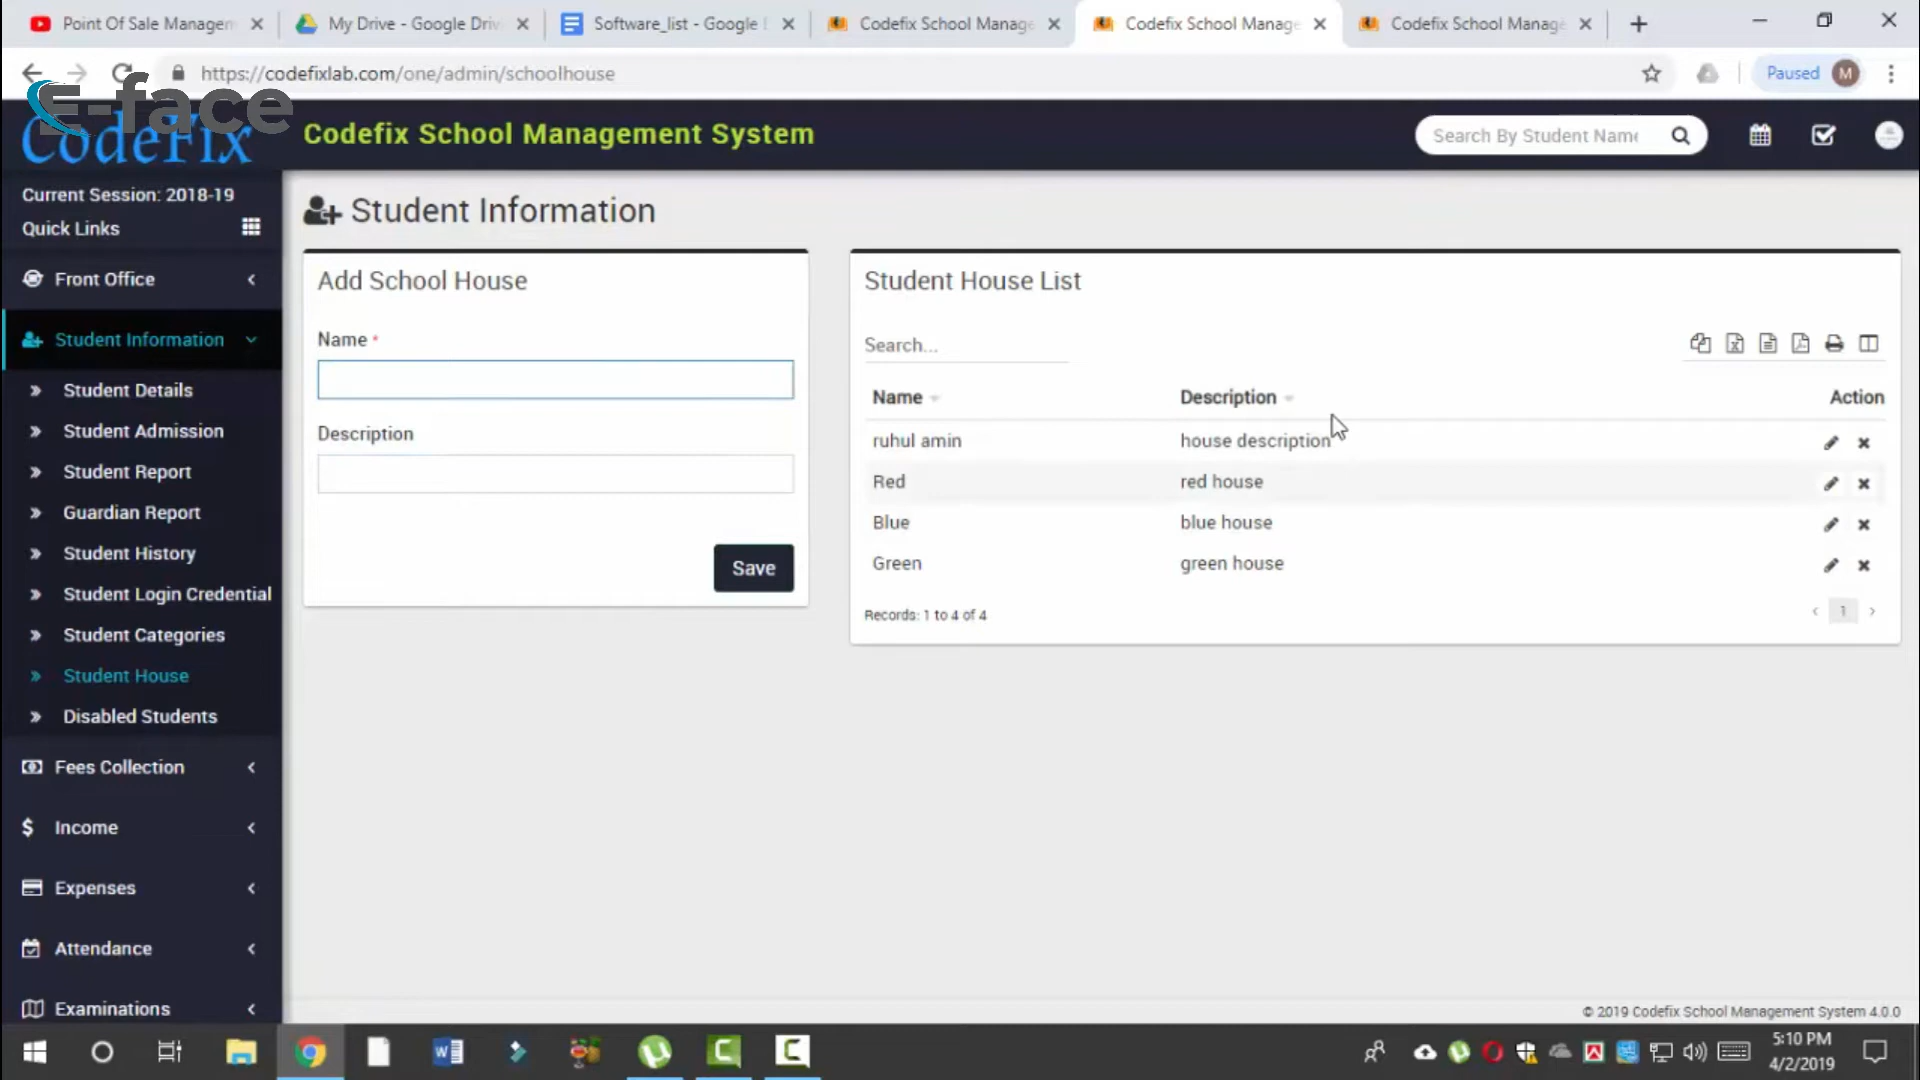 Point Of Sale Managem
My Drive - Google Driv
Software_list - Google
Codefix School Manage
Codefix School Manage
Codefix School Manage
https://codefixlab.com/one/admin/schoolhouse
Paused
M
E-face
CodeFix
Codefix School Management System
Search By Student Name
Current Session: 2018-19
Quick Links
Front Office
Student Information
Student Details
Student Admission
Student Report
Guardian Report
Student History
Student Login Credential
Student Categories
Student House
Disabled Students
Fees Collection
Income
Expenses
Attendance
Examinations
Student Information
Add School House
Name *
Description
Save
Student House List
Search...
Name Description Action
ruhul amin house description
Red red house
Blue blue house
Green green house
Records: 1 to 4 of 4
1
© 2019 Codefix School Management System 4.0.0
5:10 PM
4/2/2019